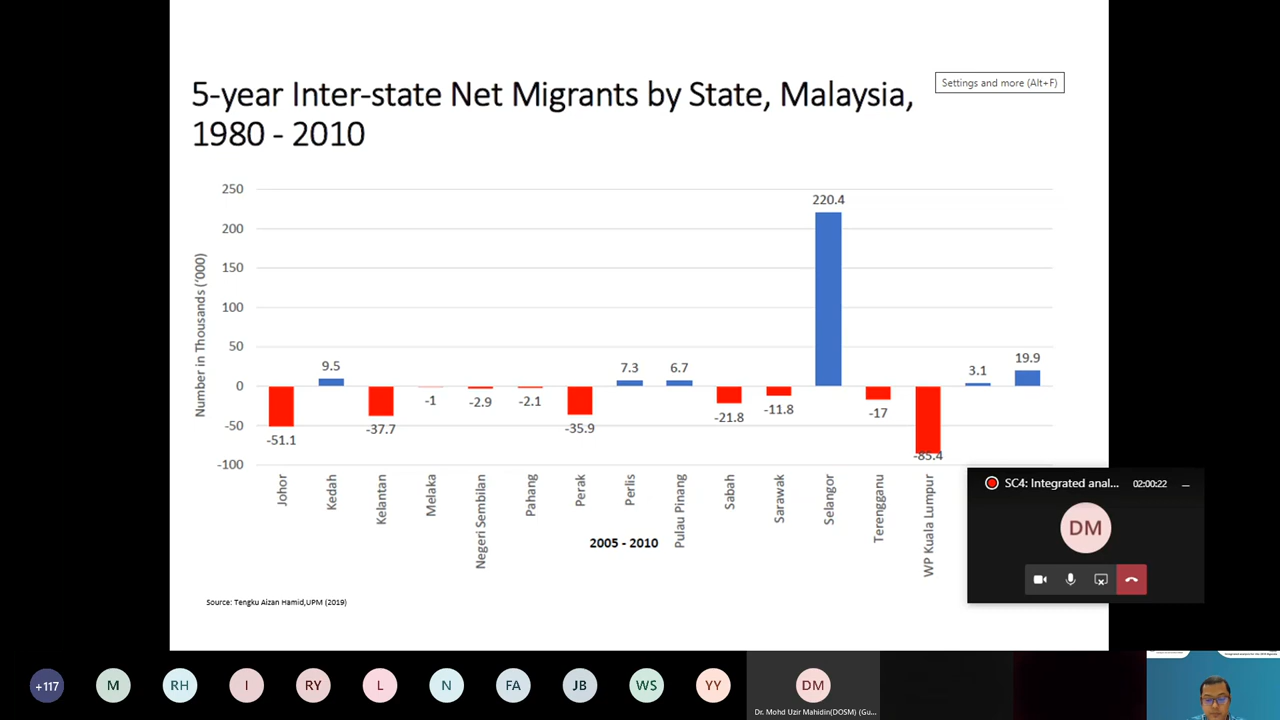 5-year Inter-state Net Migrants by State, Malaysia,
1980 - 2010
Settings and more (Alt+F)
Number in Thousands ('000)
250
200
150
100
50
0
-50
-100
-51.1
9.5
-37.7
-1
-2.9
-2.1
-35.9
7.3
6.7
-21.8
-11.8
220.4
-17
-85.4
3.1
19.9
Johor
Kedah
Kelantan
Melaka
Negeri Sembilan
Pahang
Perak
Perlis
Pulau Pinang
Sabah
Sarawak
Selangor
Terengganu
WP Kuala Lumpur
2005 - 2010
Source: Tengku Aizan Hamid,UPM (2019)
SC4: Integrated anal...
02:00:22
DM
+117
M
RH
I
RY
L
N
FA
JB
WS
YY
DM
Dr. Mohd Uzir Mahidin(DOSM) (Gu...